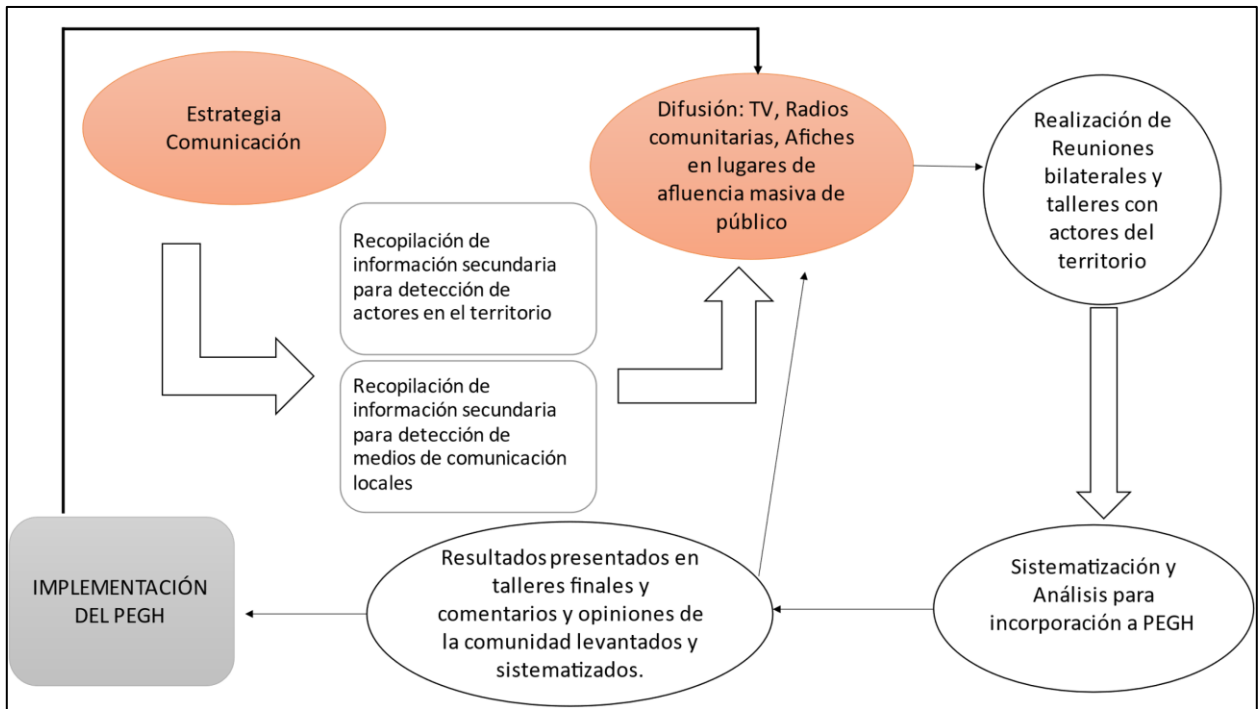 Estrategia
Comunicación
Difusión: TV, Radios
comunitarias, Afiches
en lugares de
afluencia masiva de
público
Realización de
Reuniones
bilaterales y
talleres con
actores del
territorio
Recopilación de
información secundaria
para detección de
actores en el territorio
Recopilación de
información secundaria
para detección de
medios de comunicación
locales
IMPLEMENTACIÓN
DEL PEGH
Resultados presentados en
talleres finales y
comentarios y opiniones de
la comunidad levantados y
sistematizados.
Sistematización y
Análisis para
incorporación a PEGH